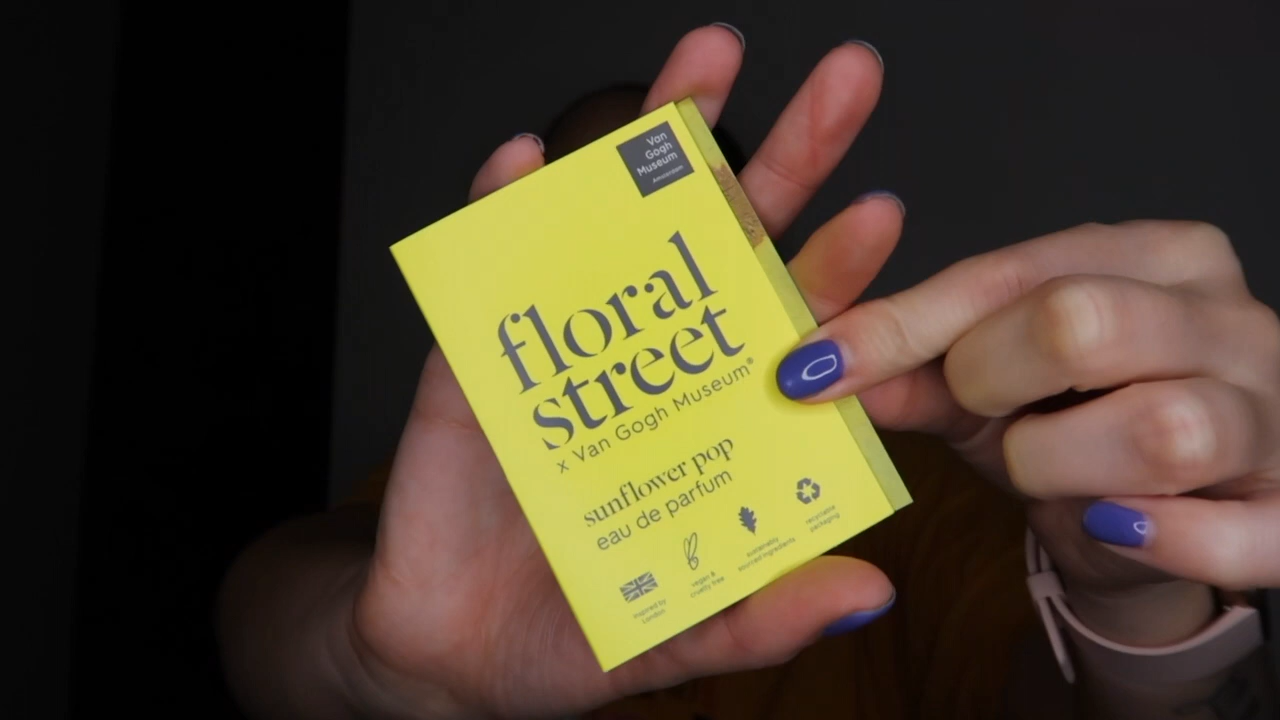 Van
Gogh
Museum
Amsterdam
floral
street
x Van Gogh Museum®
sunflower pop
eau de parfum
inspired by
London
vegan &
cruelty free
sustainably
sourced ingredients
recyclable
packaging